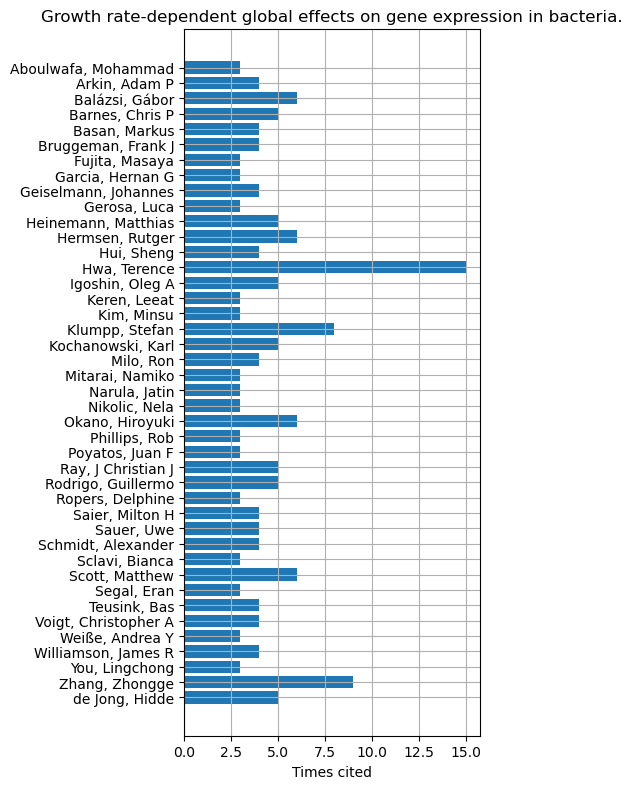 Growth rate-dependent global effects on gene expression in bacteria.
Aboulwafa, Mohammad
Arkin, Adam P
Balázsi, Gábor
Barnes, Chris P
Basan, Markus
Bruggeman, Frank J
Fujita, Masaya
Garcia, Hernan G
Geiselmann, Johannes
Gerosa, Luca
Heinemann, Matthias
Hermsen, Rutger
Hui, Sheng
Hwa, Terence
Igoshin, Oleg A
Keren, Leeat
Kim, Minsu
Klumpp, Stefan
Kochanowski, Karl
Milo, Ron
Mitarai, Namiko
Narula, Jatin
Nikolic, Nela
Okano, Hiroyuki
Phillips, Rob
Poyatos, Juan F
Ray, J Christian J
Rodrigo, Guillermo
Ropers, Delphine
Saier, Milton H
Sauer, Uwe
Schmidt, Alexander
Sclavi, Bianca
Scott, Matthew
Segal, Eran
Teusink, Bas
Voigt, Christopher A
Weiße, Andrea Y
Williamson, James R
You, Lingchong
Zhang, Zhongge
de Jong, Hidde
0.0 2.5 5.0 7.5 10.0 12.5 15.0
Times cited